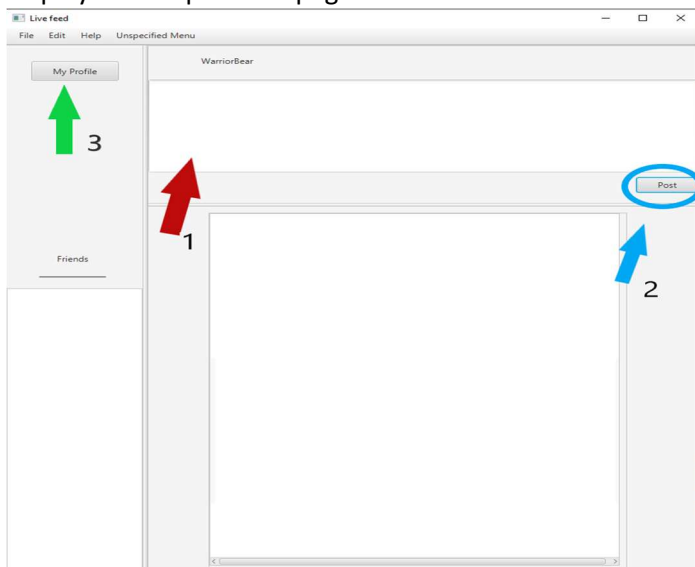 Live feed
File Edit Help Unspecified Menu
My Profile
WarriorBear
3
Post
1
2
Friends